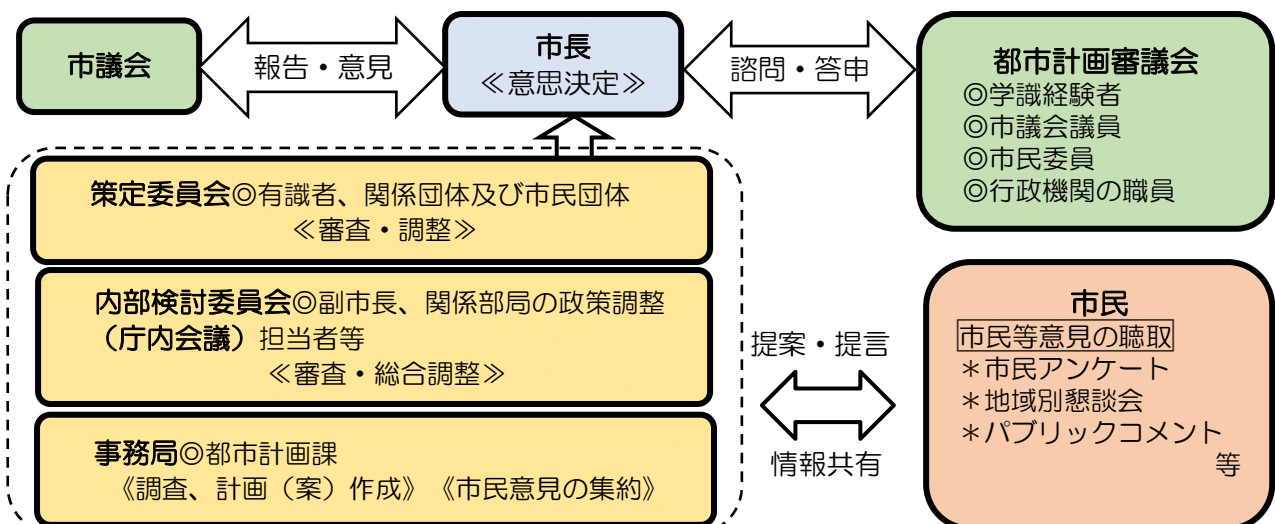 市議会
報告・意見
市長
≪意思決定≫
諮問・答申
都市計画審議会
◎学識経験者
◎市議会議員
◎市民委員
◎行政機関の職員
策定委員会◎有識者、関係団体及び市民団体
≪審査・調整≫
内部検討委員会◎副市長、関係部局の政策調整
（庁内会議）担当者等
≪審査・総合調整≫
事務局◎都市計画課
《調査、計画（案）作成》《市民意見の集約》
提案・提言
情報共有
市民
市民等意見の聴取
＊市民アンケート
＊地域別懇談会
＊パブリックコメント
等